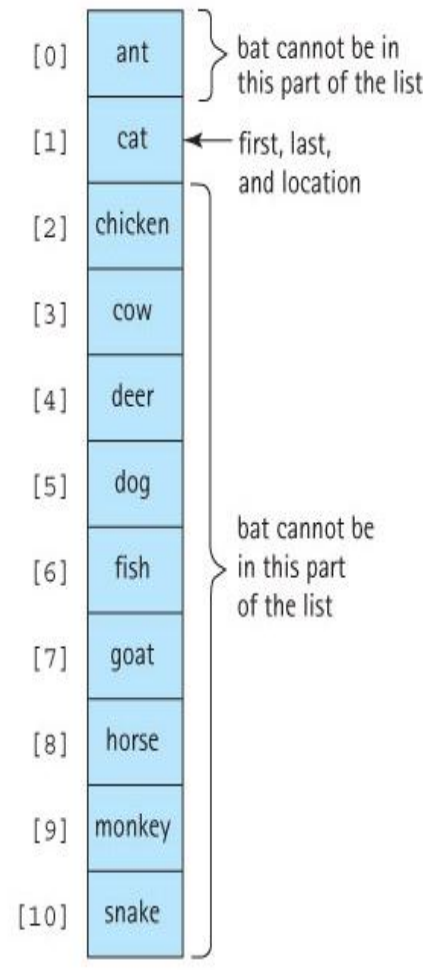 [0] ant
bat cannot be in
this part of the list
[1] cat
first, last,
and location
[2] chicken
[3] cow
[4] deer
[5] dog
[6] fish
[7] goat
[8] horse
[9] monkey
[10] snake
bat cannot be
in this part
of the list